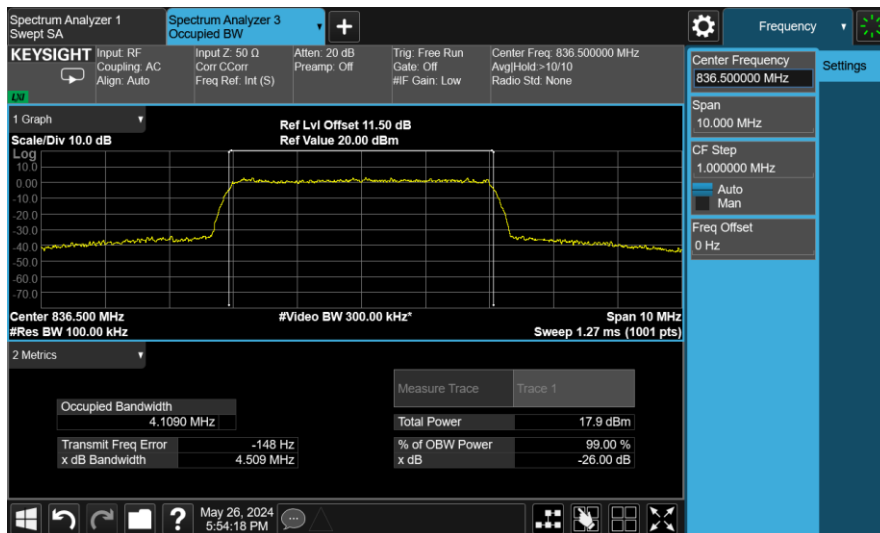 Spectrum Analyzer 1
Swept SA
Spectrum Analyzer 3
Occupied BW
Frequency
KEYSIGHT
Input: RF
Coupling: AC
Align: Auto
Input Z: 50 Ω
Corr CCorr
Freq Ref: Int (S)
Atten: 20 dB
Preamp: Off
Trig: Free Run
Gate: Off
#IF Gain: Low
Center Freq: 836.500000 MHz
Avg|Hold:>10/10
Radio Std: None
LXI
Center Frequency
836.500000 MHz
Settings
Span
10.000 MHz
CF Step
1.000000 MHz
Auto
Man
Freq Offset
0 Hz
1 Graph
Scale/Div 10.0 dB
Ref Lvl Offset 11.50 dB
Ref Value 20.00 dBm
Log
10.0
0.00
-10.0
-20.0
-30.0
-40.0
-50.0
-60.0
-70.0
Center 836.500 MHz
#Video BW 300.00 kHz*
Span 10 MHz
#Res BW 100.00 kHz
Sweep 1.27 ms (1001 pts)
2 Metrics
Measure Trace
Trace 1
Occupied Bandwidth
4.1090 MHz
Total Power
17.9 dBm
Transmit Freq Error
-148 Hz
% of OBW Power
99.00 %
x dB Bandwidth
4.509 MHz
x dB
-26.00 dB
?
May 26, 2024
5:54:18 PM